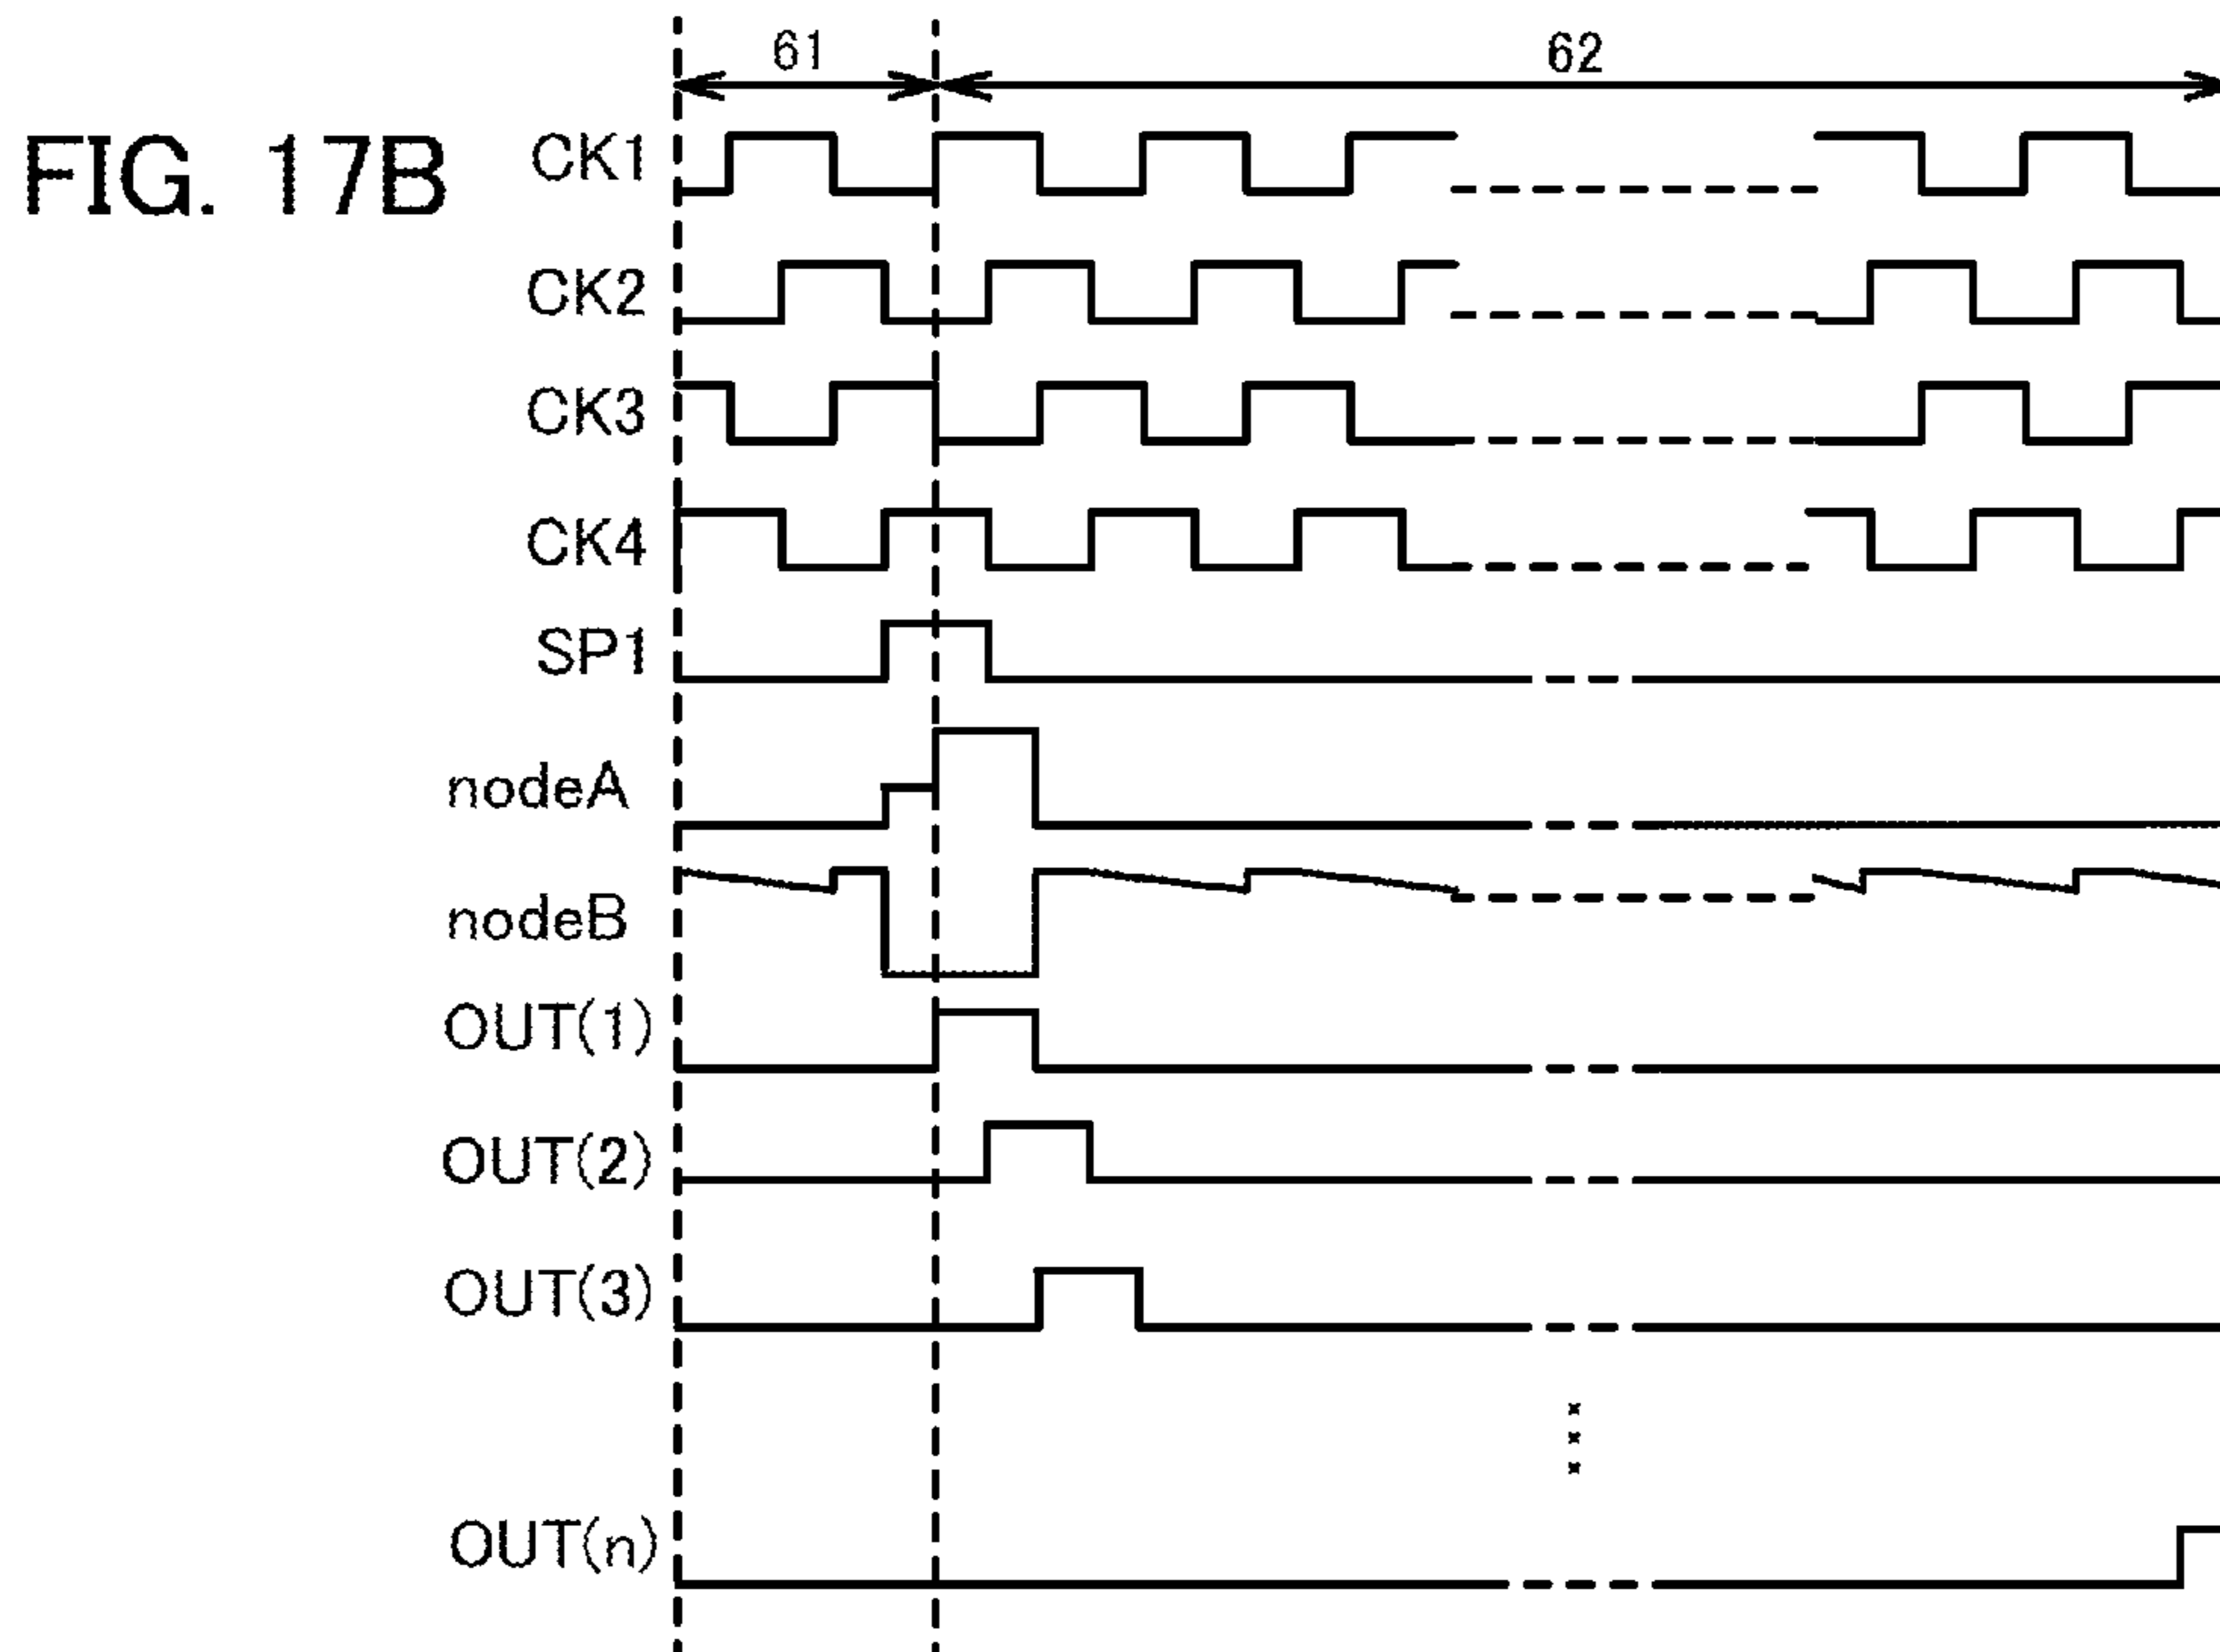 61 62
FIG. 17B
CK1
CK2
CK3
CK4
SP1
nodeA
nodeB
OUT(1)
OUT(2)
OUT(3)
OUT(n)